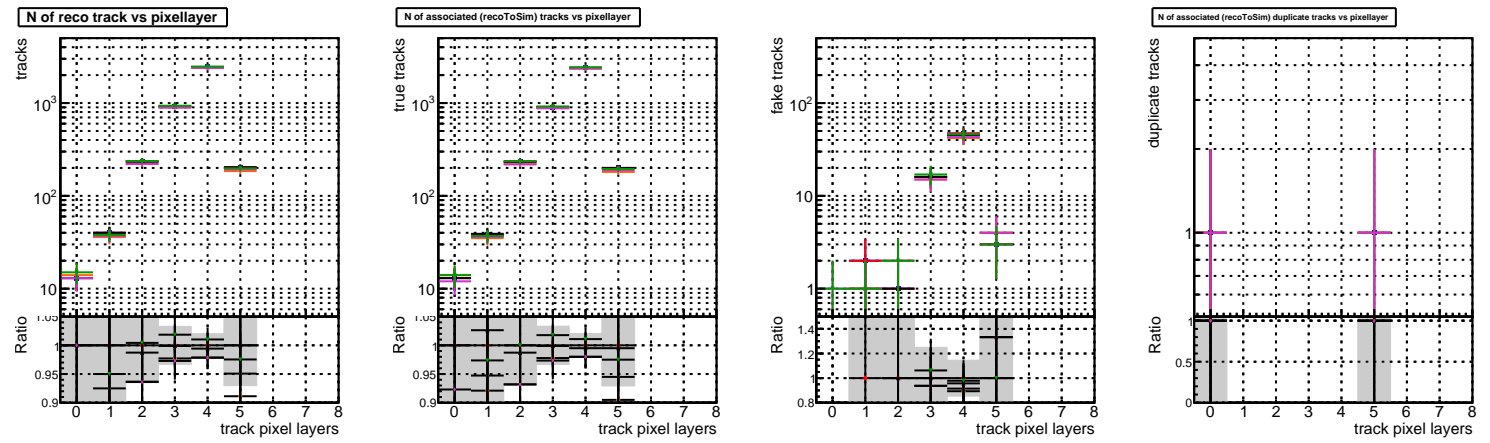 N of reco track vs pixellayer
tracks
10³
10²
10
Ratio
1.05
1
0.95
0.9
0 1 2 3 4 5 6 7 8
track pixel layers
N of associated (recoToSim) tracks vs pixellayer
true tracks
10³
10²
10
Ratio
1.05
1
0.95
0.9
0 1 2 3 4 5 6 7 8
track pixel layers
fake tracks
10²
10
1
Ratio
1.4
1.2
1
0.8
0 1 2 3 4 5 6 7 8
track pixel layers
N of associated (recoToSim) duplicate tracks vs pixellayer
duplicate tracks
1
Ratio
1
0.5
0
0 1 2 3 4 5 6 7 8
track pixel layers